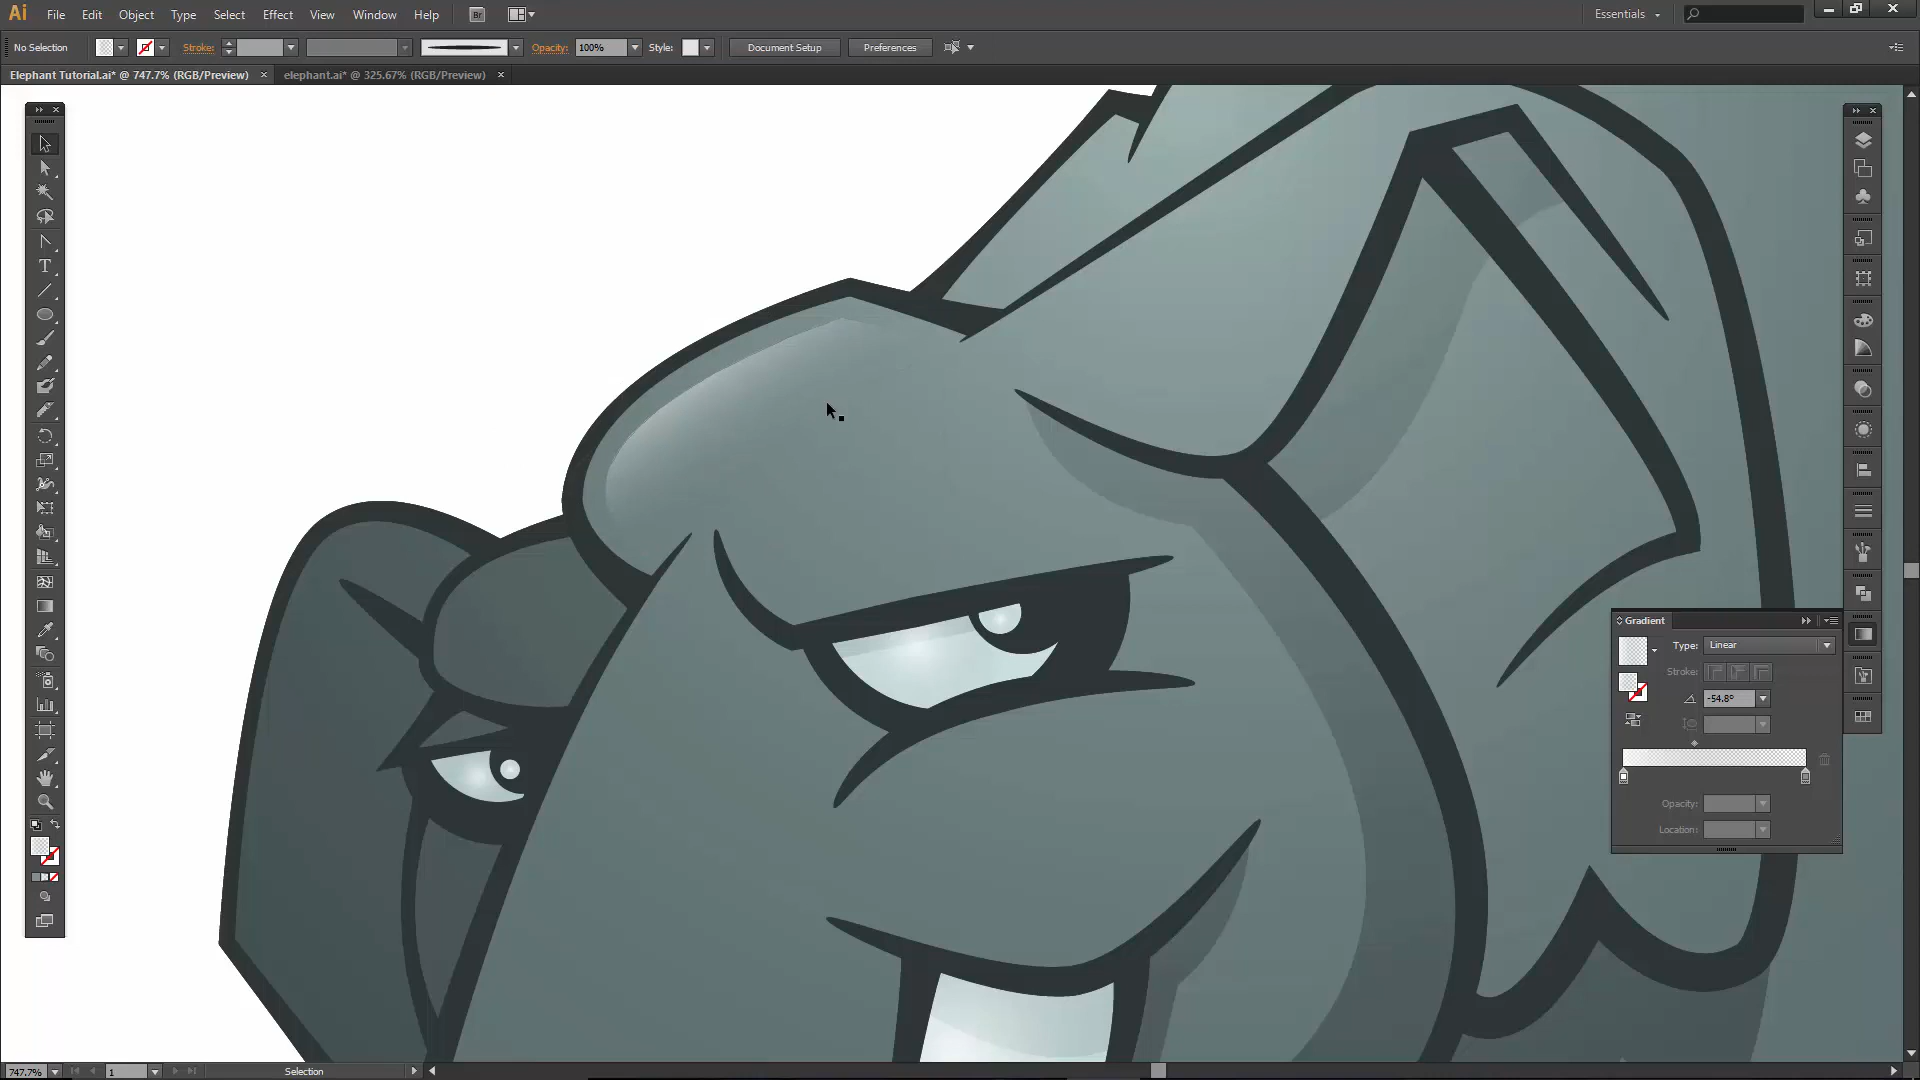 Ai File Edit Object Type Select Effect View Window Help Br Essentials
No Selection Stroke: Opacity: 100% Style: Document Setup Preferences
Elephant Tutorial.ai* @ 747.7% (RGB/Preview) elephant.ai* @ 325.67% (RGB/Preview)
Gradient
Type: Linear
Stroke:
-54.8°
Opacity:
Location:
747.7% 1 Selection